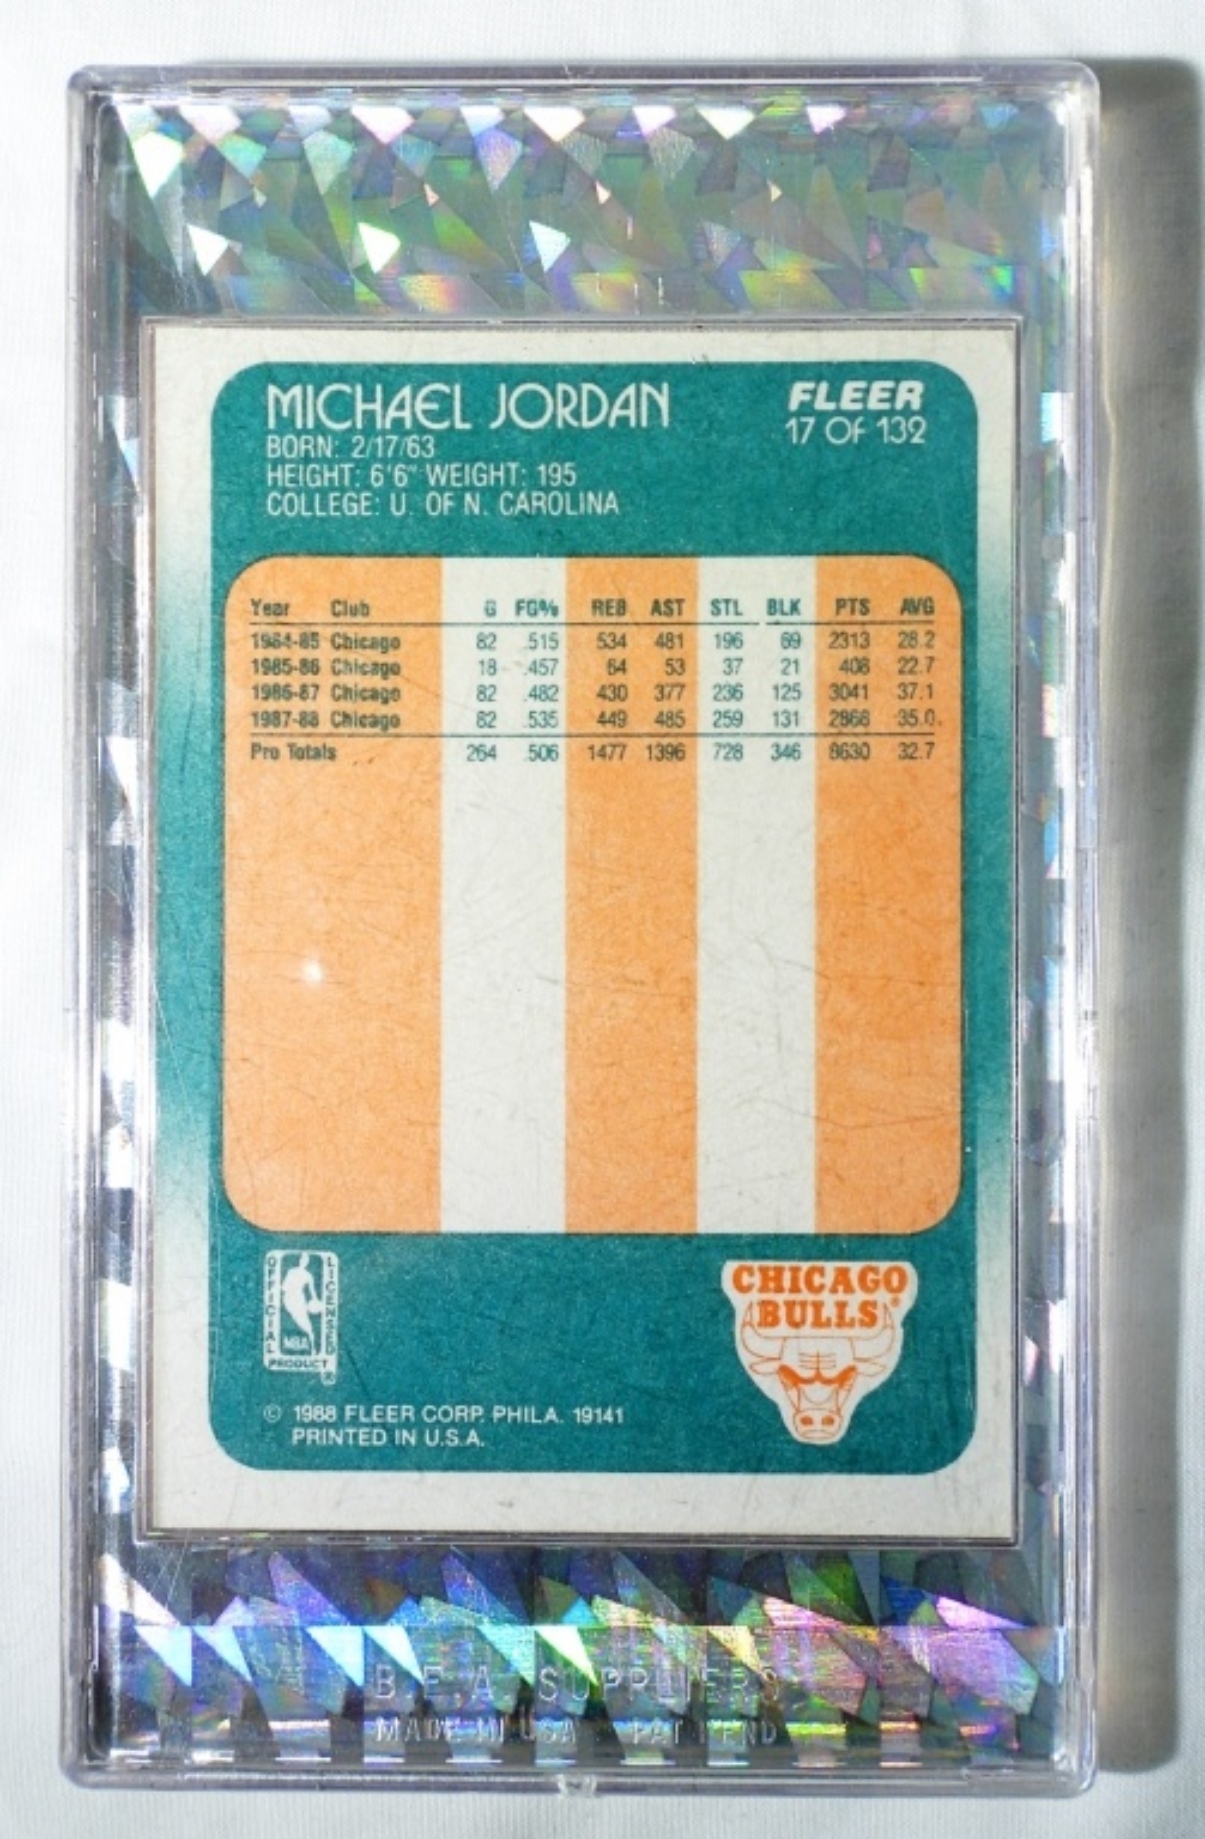 MICHAEL JORDAN
FLEER
17 OF 132
BORN: 2/17/63
HEIGHT: 6'6" WEIGHT: 195
COLLEGE: U. OF N. CAROLINA
Year Club G FG% REB AST STL BLK PTS AVG
1984-85 Chicago 82 .515 534 481 196 69 2313 28.2
1985-86 Chicago 18 .457 64 53 37 21 408 22.7
1986-87 Chicago 82 .482 430 377 236 125 3041 37.1
1987-88 Chicago 82 .535 449 485 259 131 2868 35.0
Pro Totals 264 .506 1477 1396 728 346 8630 32.7
OFFICIAL LICENSED
NBA
PRODUCT
®
CHICAGO
BULLS®
© 1988 FLEER CORP. PHILA. 19141
PRINTED IN U.S.A.
B.E.A. SUPPLIERS
MADE IN USA PAT PEND